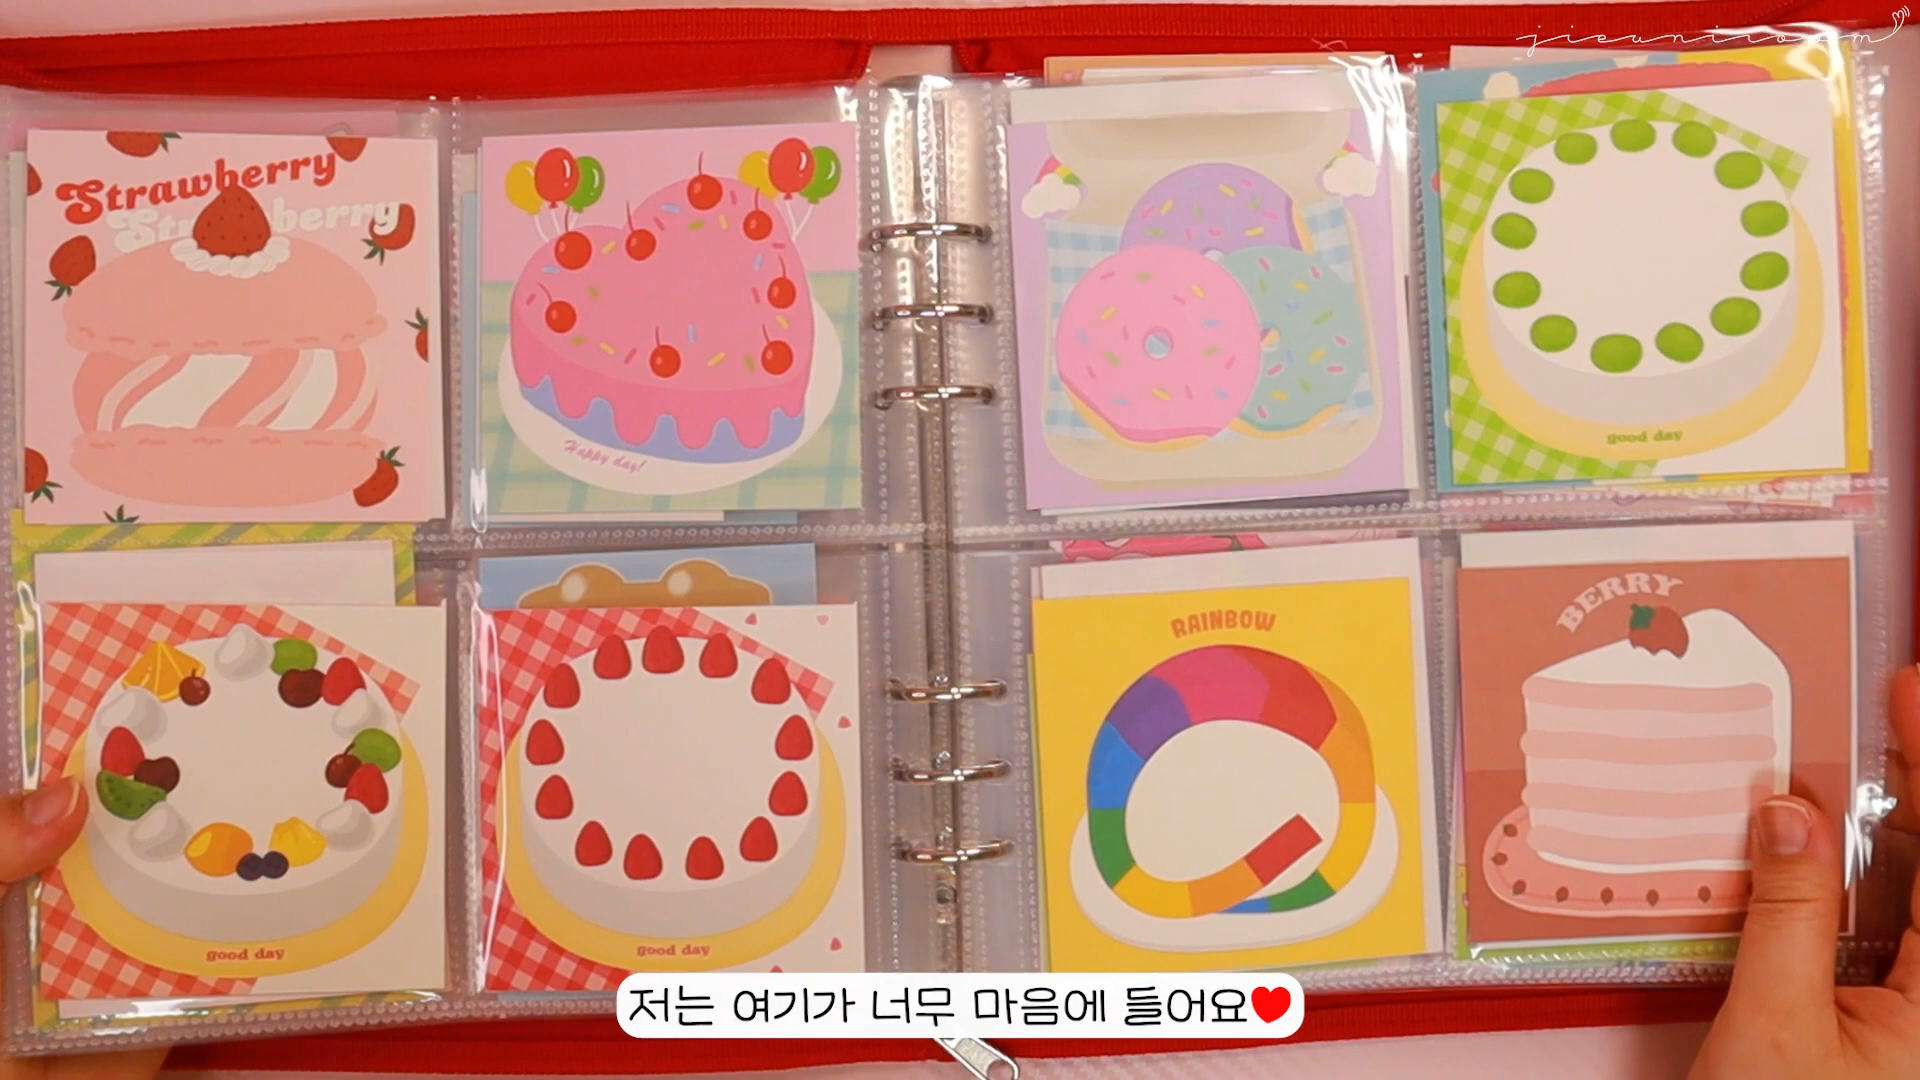 jieuniroom
Strawberry
Strawberry
Happy day!
good day
good day
good day
RAINBOW
BERRY
저는 여기가 너무 마음에 들어요